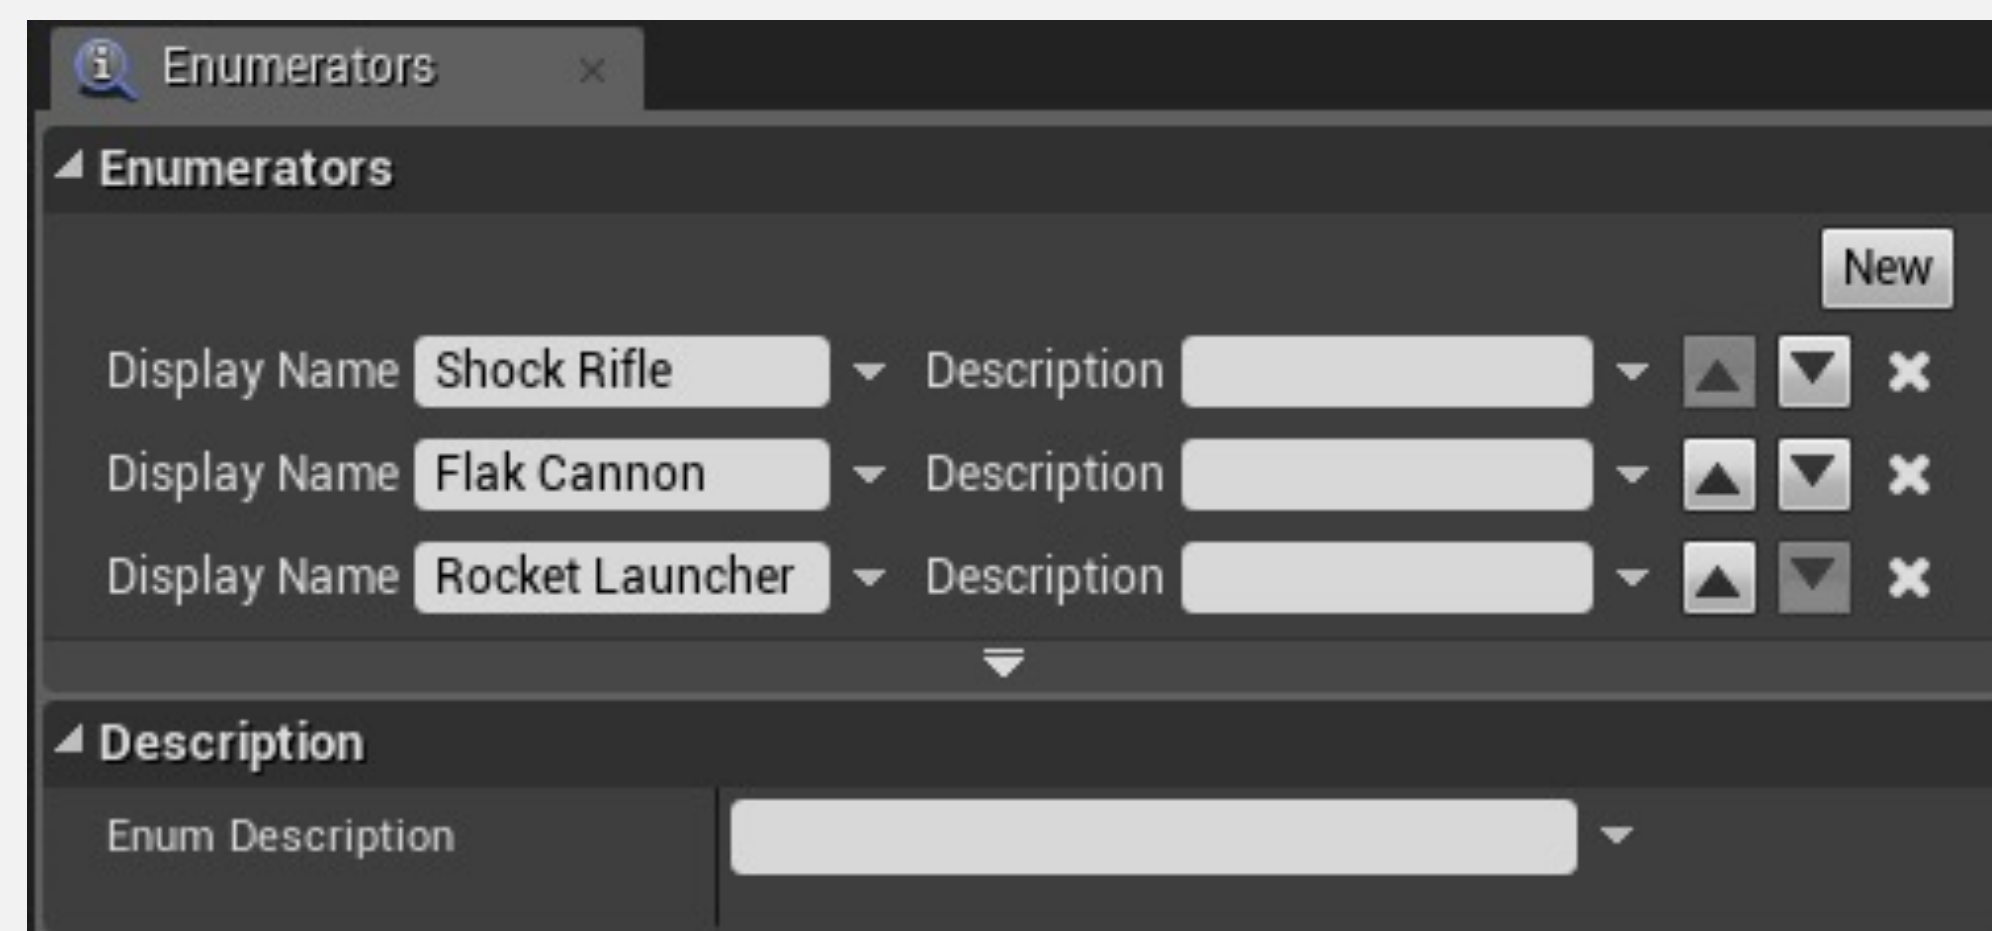 Enumerators
Enumerators
New
Display Name Shock Rifle Description
Display Name Flak Cannon Description
Display Name Rocket Launcher Description
Description
Enum Description